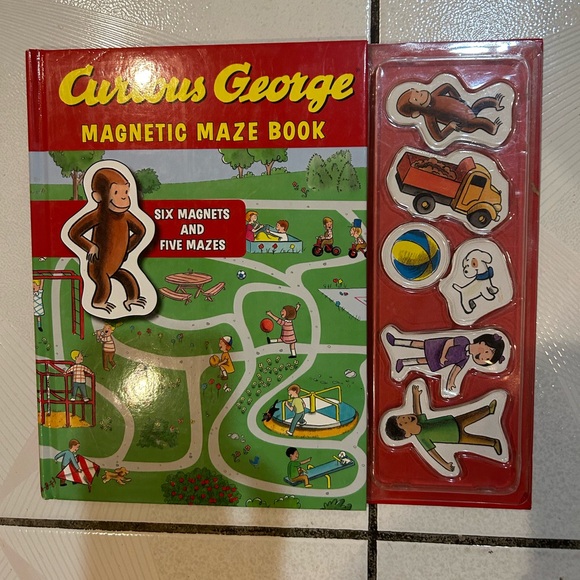 Curious George
MAGNETIC MAZE BOOK
SIX MAGNETS
AND
FIVE MAZES